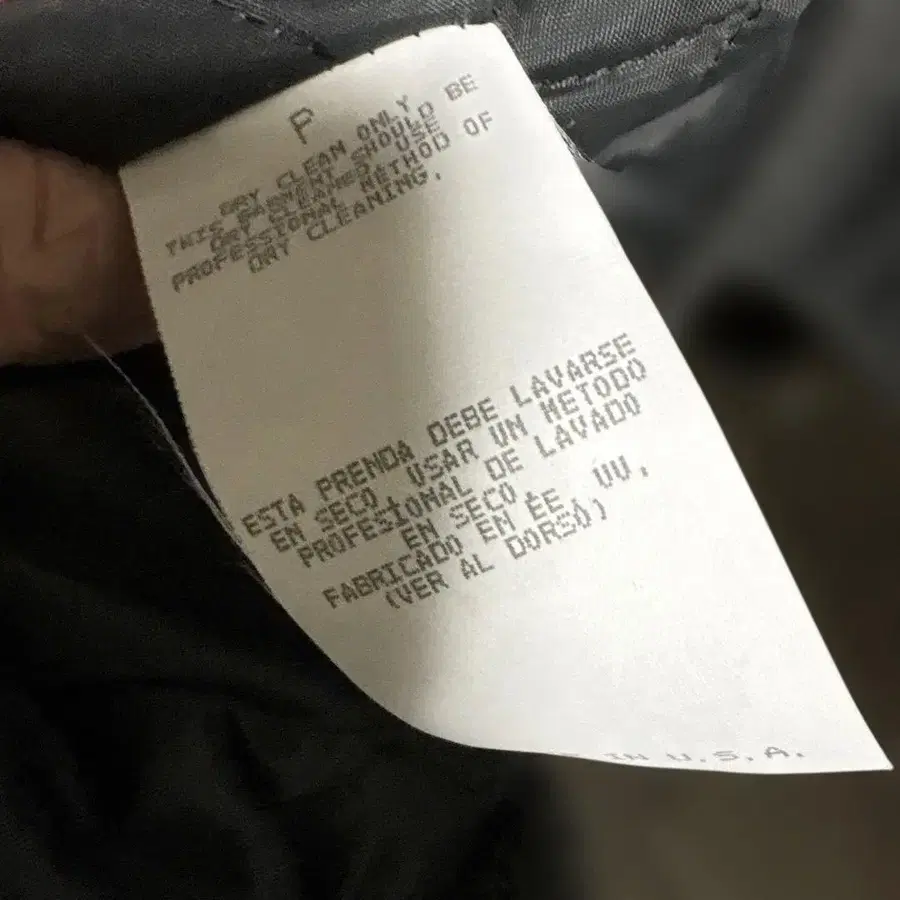 P
DRY CLEAN ONLY
THIS GARMENT SHOULD BE
DRY CLEANED. USE
PROFESSIONAL METHOD OF
DRY CLEANING.
ESTA PRENDA DEBE LAVARSE
EN SECO. USAR UN METODO
PROFESIONAL DE LAVADO
EN SECO.
FABRICADO EN EE. UU.
(VER AL DORSO)
IN U.S.A.